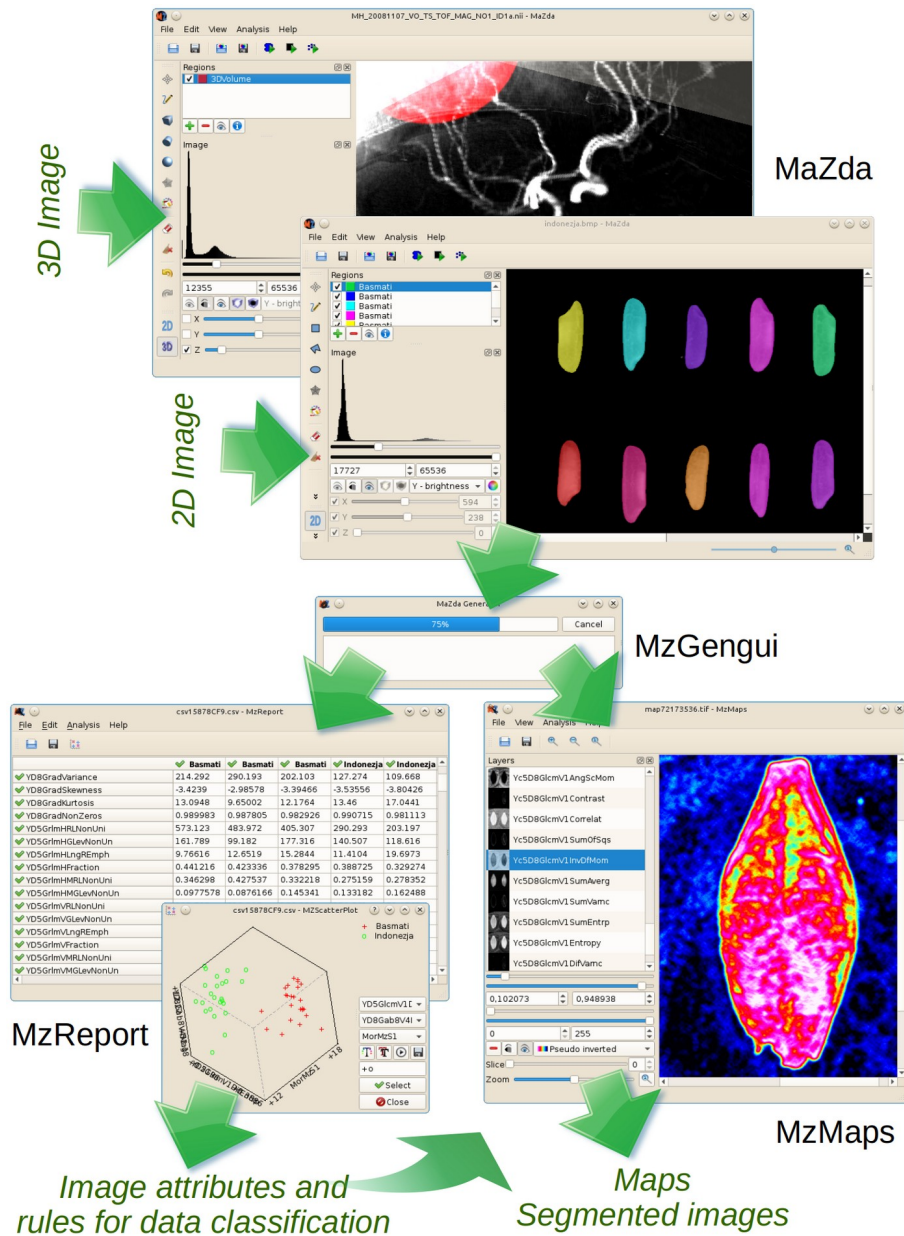 MH_20081107_VO_TS_TOF_MAG_NO1_ID1a.nii - MaZda
File Edit View Analysis Help
Regions
3DVolume
Image
12355 65536
Y - bright
X
Y
Z
2D
3D
3D Image
MaZda
indonezja.bmp - MaZda
File Edit View Analysis Help
Regions
Basmati
Basmati
Basmati
Basmati
Basmati
Image
17727 65536
Y - brightness
X 594
Y 238
Z 0
2D
2D Image
MaZda Genera
75% Cancel
MzGengui
csv15878CF9.csv - MzReport
File Edit Analysis Help
Basmati Basmati Basmati Indonezja Indonezja
YD8GradVariance 214.292 290.193 202.103 127.274 109.668
YD8GradSkewness -3.4239 -2.98578 -3.39466 -3.53556 -3.80426
YD8GradKurtosis 13.0948 9.65002 12.1764 13.46 17.0441
YD8GradNonZeros 0.989983 0.987805 0.982926 0.990715 0.981113
YD5GrlmHRLNonUni 573.123 483.972 405.307 290.293 203.197
YD5GrlmHGLevNonUn 161.789 99.182 177.316 140.507 118.616
YD5GrlmHLngREmph 9.76616 12.6519 15.2844 11.4104 19.6973
YD5GrlmHFraction 0.441216 0.423336 0.378295 0.388725 0.329274
YD5GrlmHMRLNonUni 0.346298 0.427537 0.332218 0.275159 0.278352
YD5GrlmHMGLevNonUn 0.0977578 0.0876166 0.145341 0.133182 0.162488
YD5GrlmVRLNonUni
YD5GrlmVGLevNonUn
YD5GrlmVLngREmph
YD5GrlmVFraction
YD5GrlmVMRLNonUni
YD5GrlmVMGLevNonUn
csv15878CF9.csv - MZScatterPlot
Basmati
Indonezja
YD5GlcmV1D
YD8Gab8V4I
MorMzS1
+o
Select
Close
MorMzS1
+18
+12
MzReport
map72173536.tif - MzMaps
File View Analysis
Layers
Yc5D8GlcmV1AngScMom
Yc5D8GlcmV1Contrast
Yc5D8GlcmV1Correlat
Yc5D8GlcmV1SumOfSqs
Yc5D8GlcmV1InvDfMom
Yc5D8GlcmV1SumAverg
Yc5D8GlcmV1SumVarnc
Yc5D8GlcmV1SumEntrp
Yc5D8GlcmV1Entropy
Yc5D8GlcmV1DifVarnc
0,102073 0,948938
0 255
Pseudo inverted
Slice 0
Zoom
MzMaps
Image attributes and
rules for data classification
Maps
Segmented images